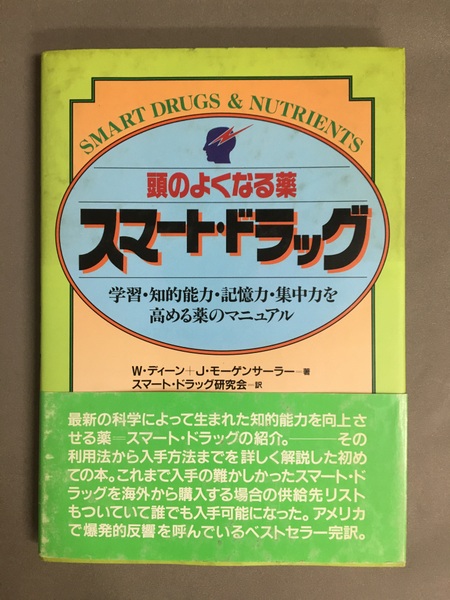 SMART DRUGS & NUTRIENTS
頭のよくなる薬
スマート・ドラッグ
学習・知的能力・記憶力・集中力を
高める薬のマニュアル
W・ディーン+J・モーゲンサーラー=著
スマート・ドラッグ研究会=訳
最新の科学によって生まれた知的能力を向上さ
せる薬=スマート・ドラッグの紹介。――その
利用法から入手方法までを詳しく解説した初め
ての本。これまで入手の難かしかったスマート・ド
ラッグを海外から購入する場合の供給先リスト
もついていて誰でも入手可能になった。アメリカ
で爆発的反響を呼んでいるベストセラー完訳。